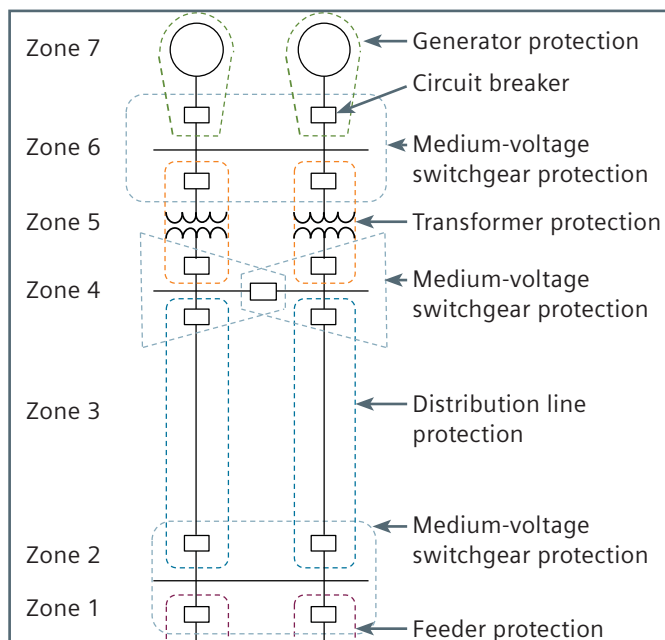 Zone 7
Generator protection
Circuit breaker
Zone 6
Medium-voltage
switchgear protection
Zone 5
Transformer protection
Zone 4
Medium-voltage
switchgear protection
Zone 3
Distribution line
protection
Medium-voltage
switchgear protection
Zone 2
Zone 1
Feeder protection